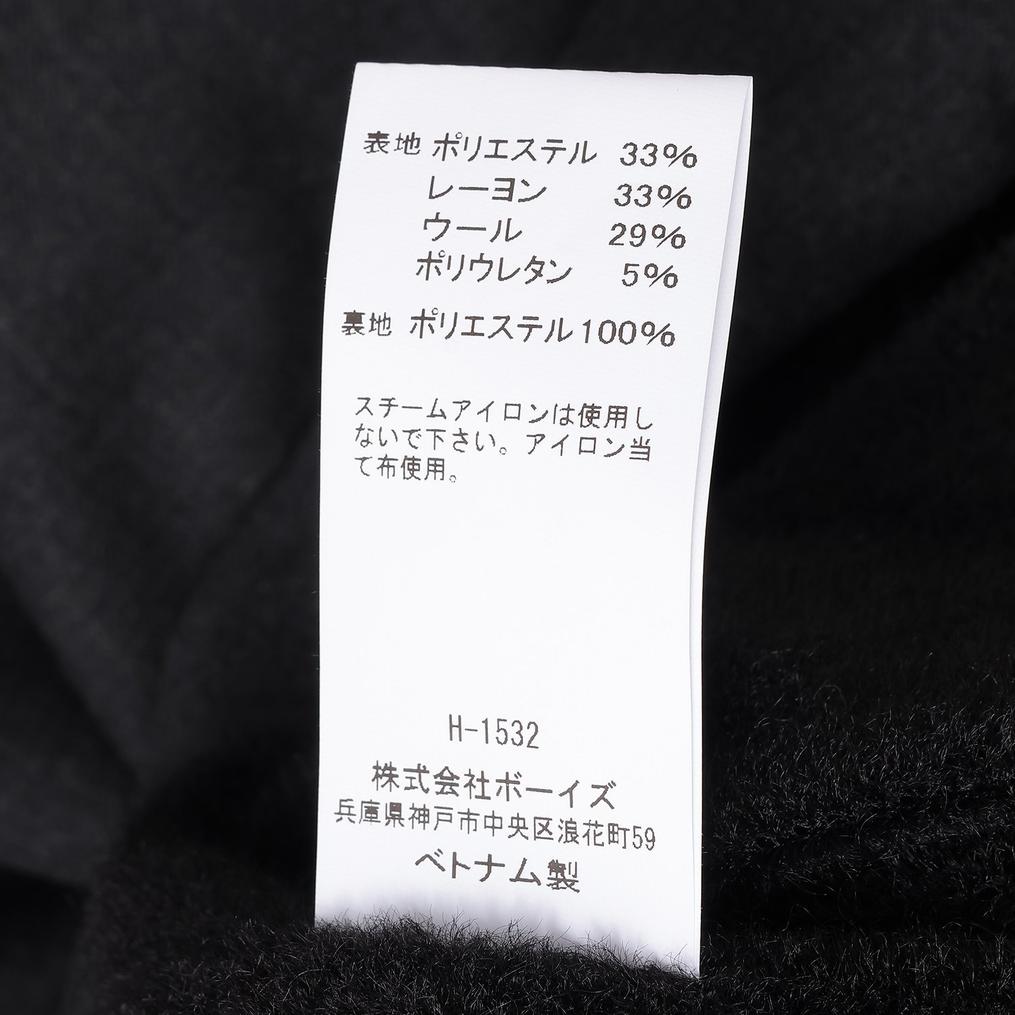 表地 ポリエステル 33%
レーヨン 33%
ウール 29%
ポリウレタン 5%
裏地 ポリエステル100%
スチームアイロンは使用し
ないで下さい。アイロン当
て布使用。
H-1532
株式会社ボーイズ
兵庫県神戸市中央区浪花町59
ベトナム製